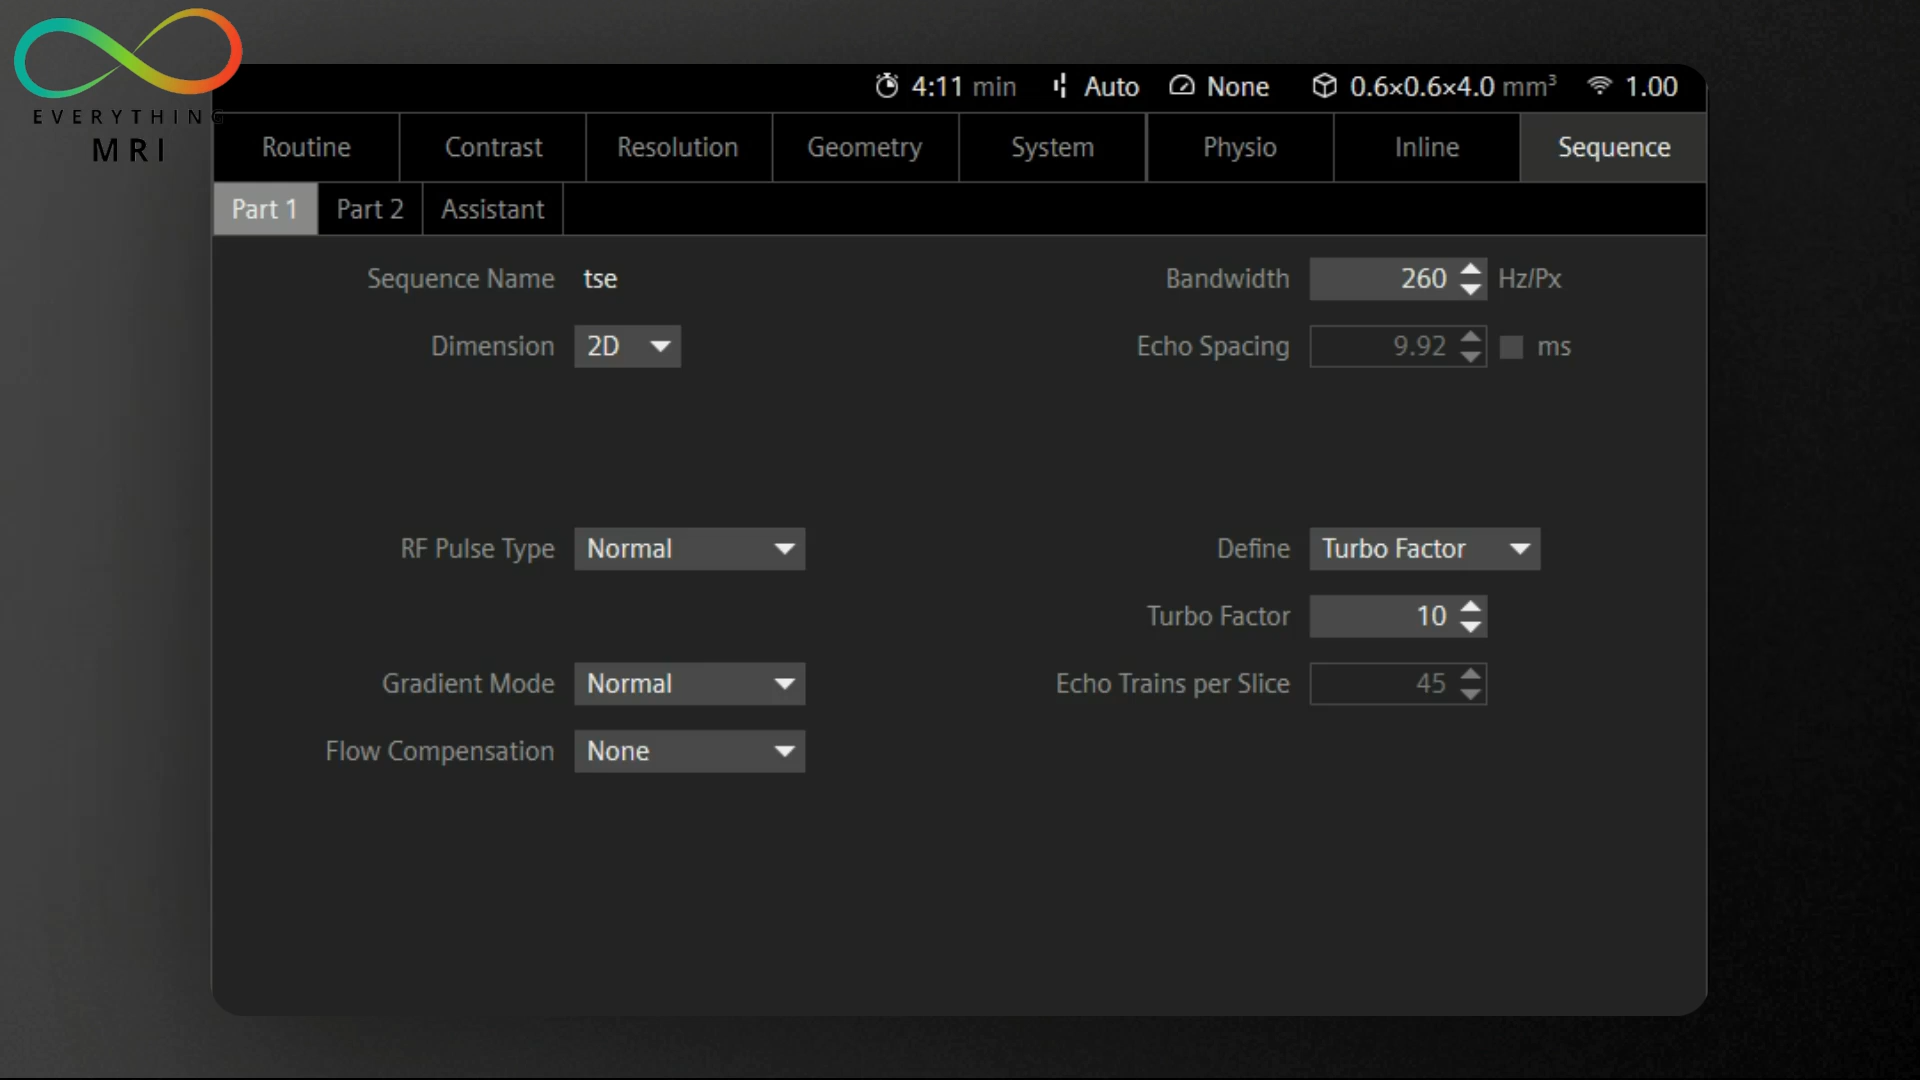 EVERYTHING
MRI
4:11 min Auto None 0.6×0.6×4.0 mm³ 1.00
Routine Contrast Resolution Geometry System Physio Inline Sequence
Part 1 Part 2 Assistant
Sequence Name tse Bandwidth 260 Hz/Px
Dimension 2D Echo Spacing 9.92 ms
RF Pulse Type Normal Define Turbo Factor
Turbo Factor 10
Gradient Mode Normal Echo Trains per Slice 45
Flow Compensation None